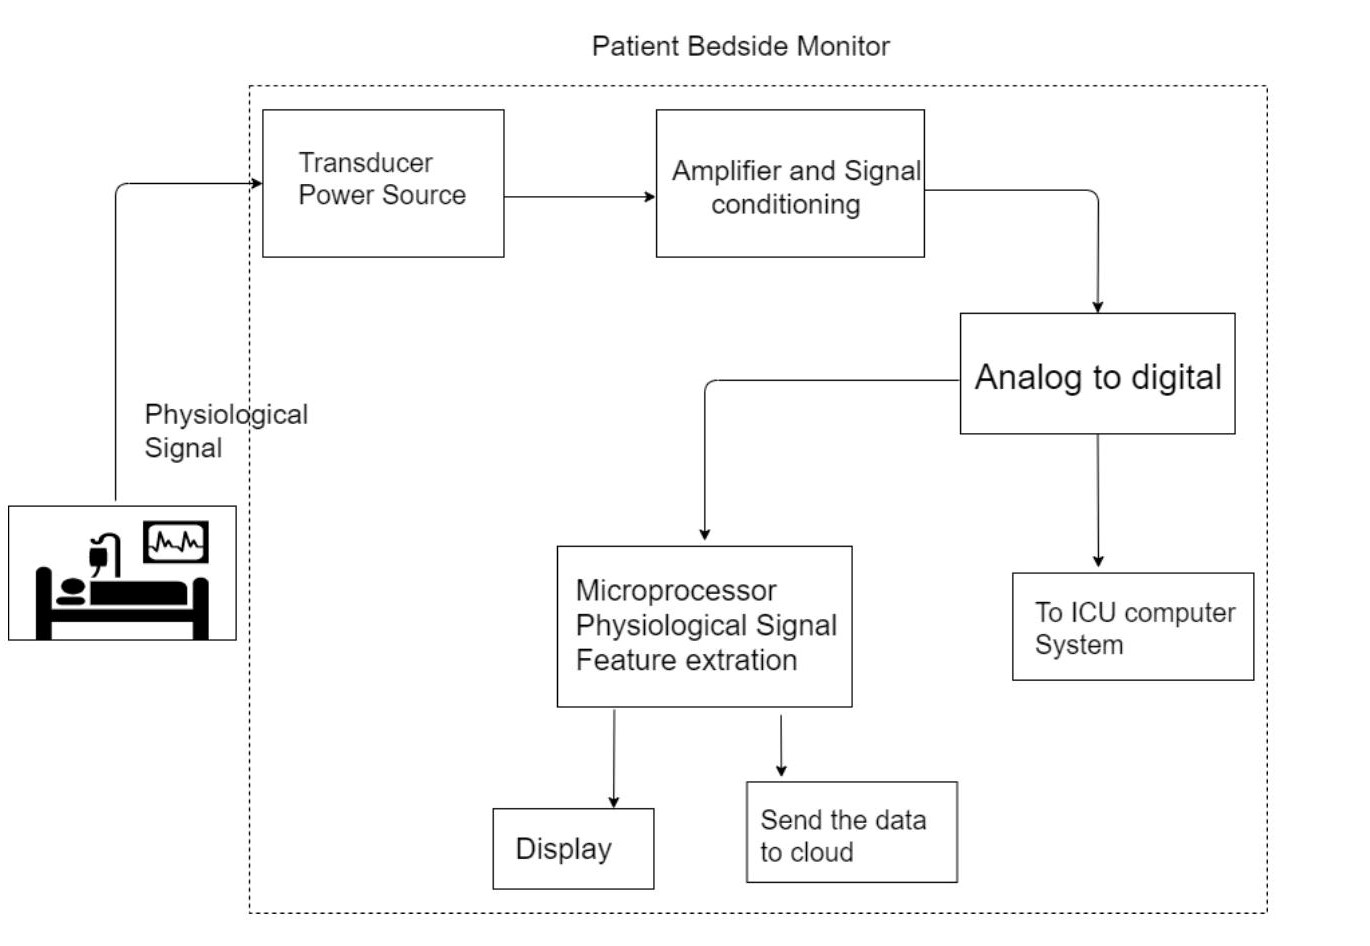 Patient Bedside Monitor
Transducer
Power Source
Amplifier and Signal
conditioning
Analog to digital
Physiological
Signal
Microprocessor
Physiological Signal
Feature extration
To ICU computer
System
Display
Send the data
to cloud